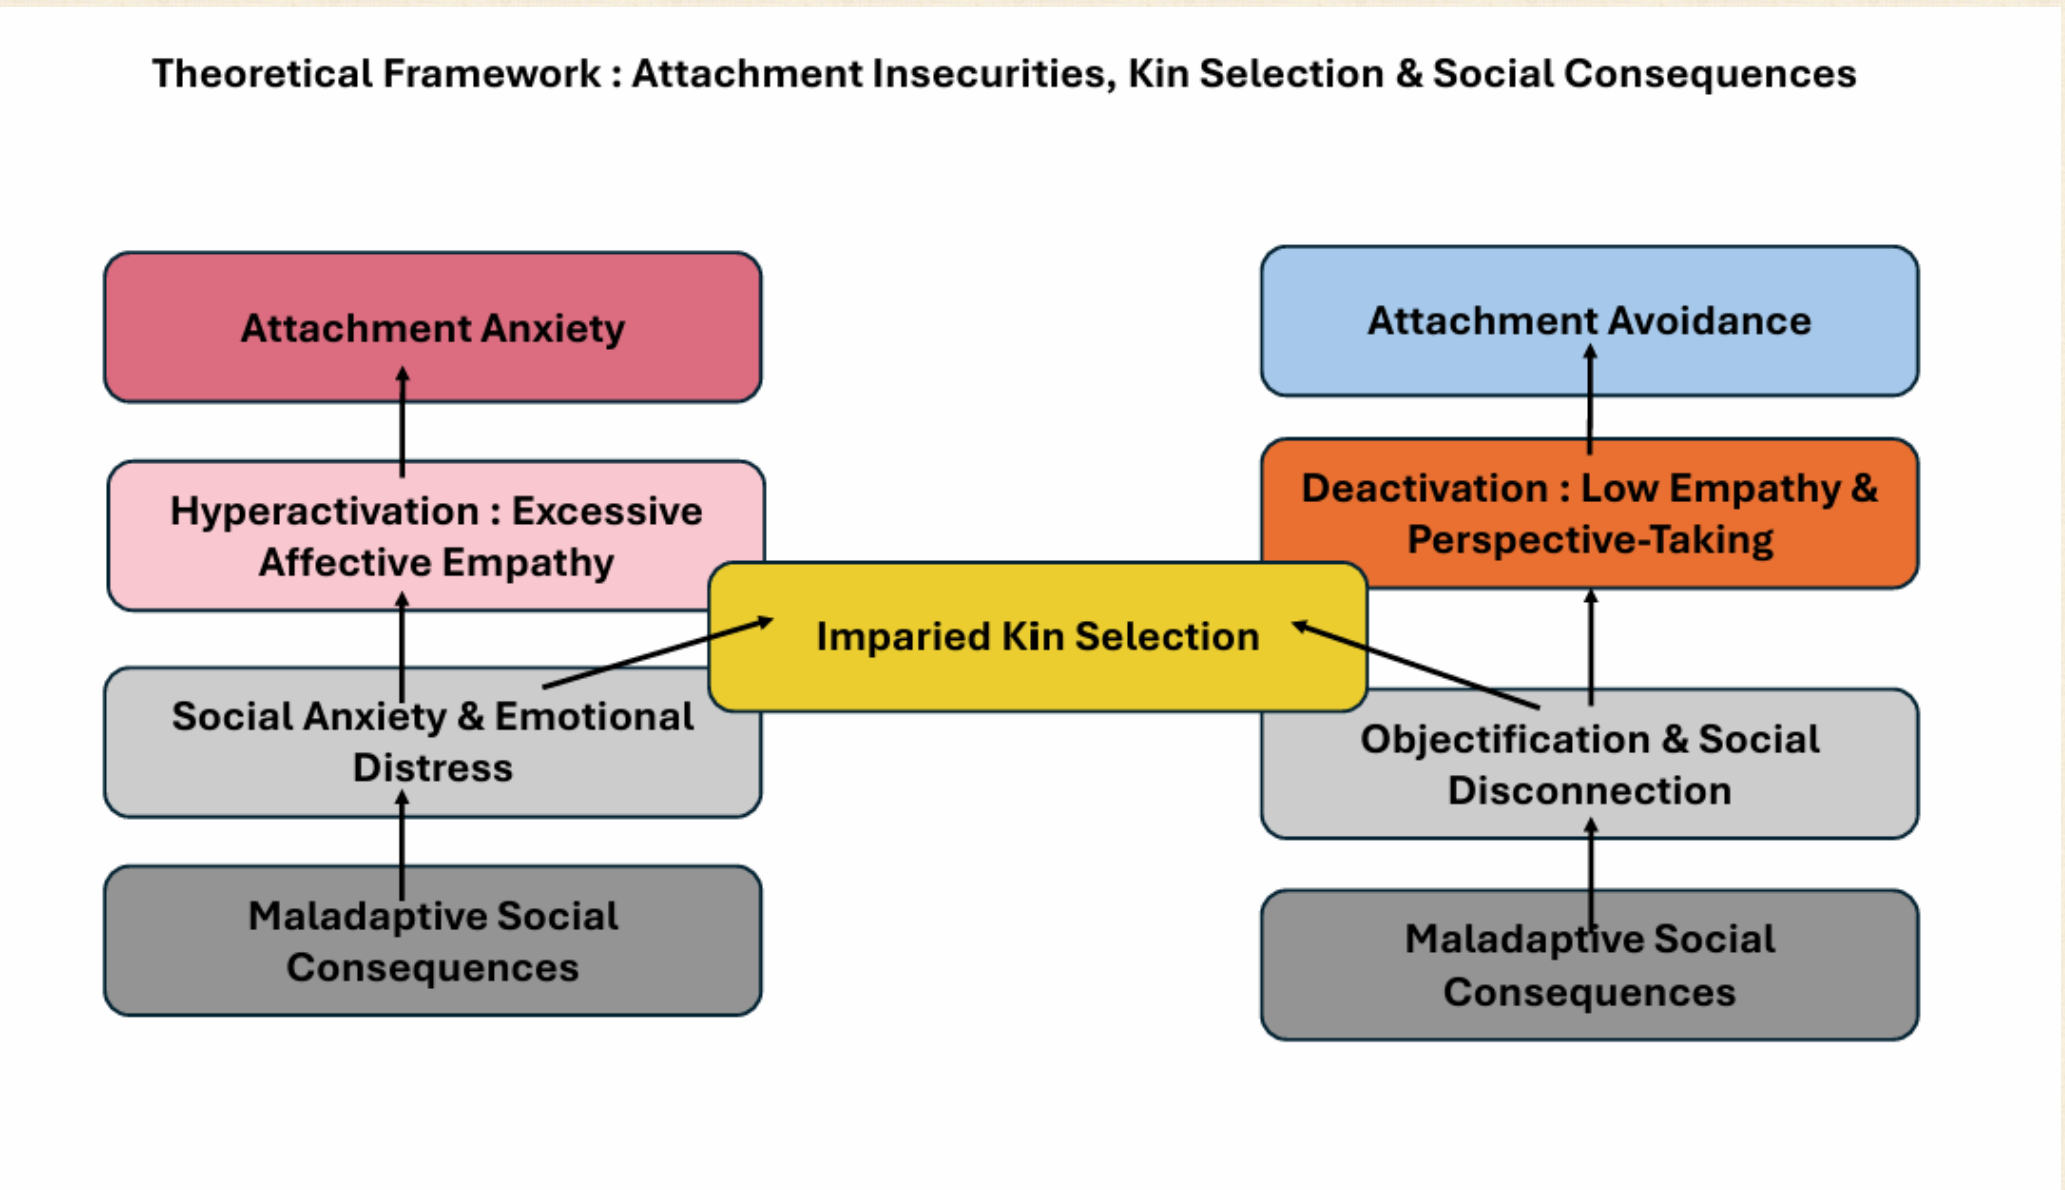 Theoretical Framework : Attachment Insecurities, Kin Selection & Social Consequences
Attachment Anxiety
Hyperactivation : Excessive
Affective Empathy
Social Anxiety & Emotional
Distress
Maladaptive Social
Consequences
Imparied Kin Selection
Attachment Avoidance
Deactivation : Low Empathy &
Perspective-Taking
Objectification & Social
Disconnection
Maladaptive Social
Consequences